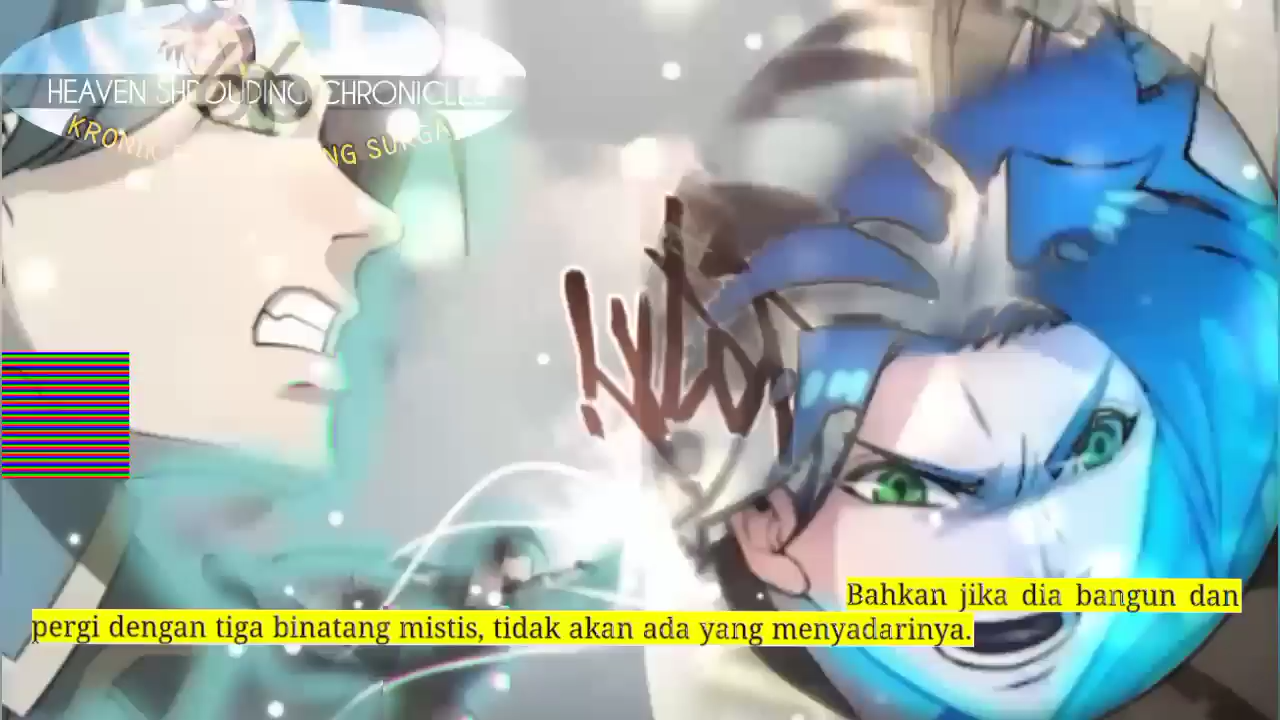 HEAVEN SHROUDING CHRONICLES
KRONIK NG SURGA
Bahkan jika dia bangun dan
pergi dengan tiga binatang mistis, tidak akan ada yang menyadarinya.